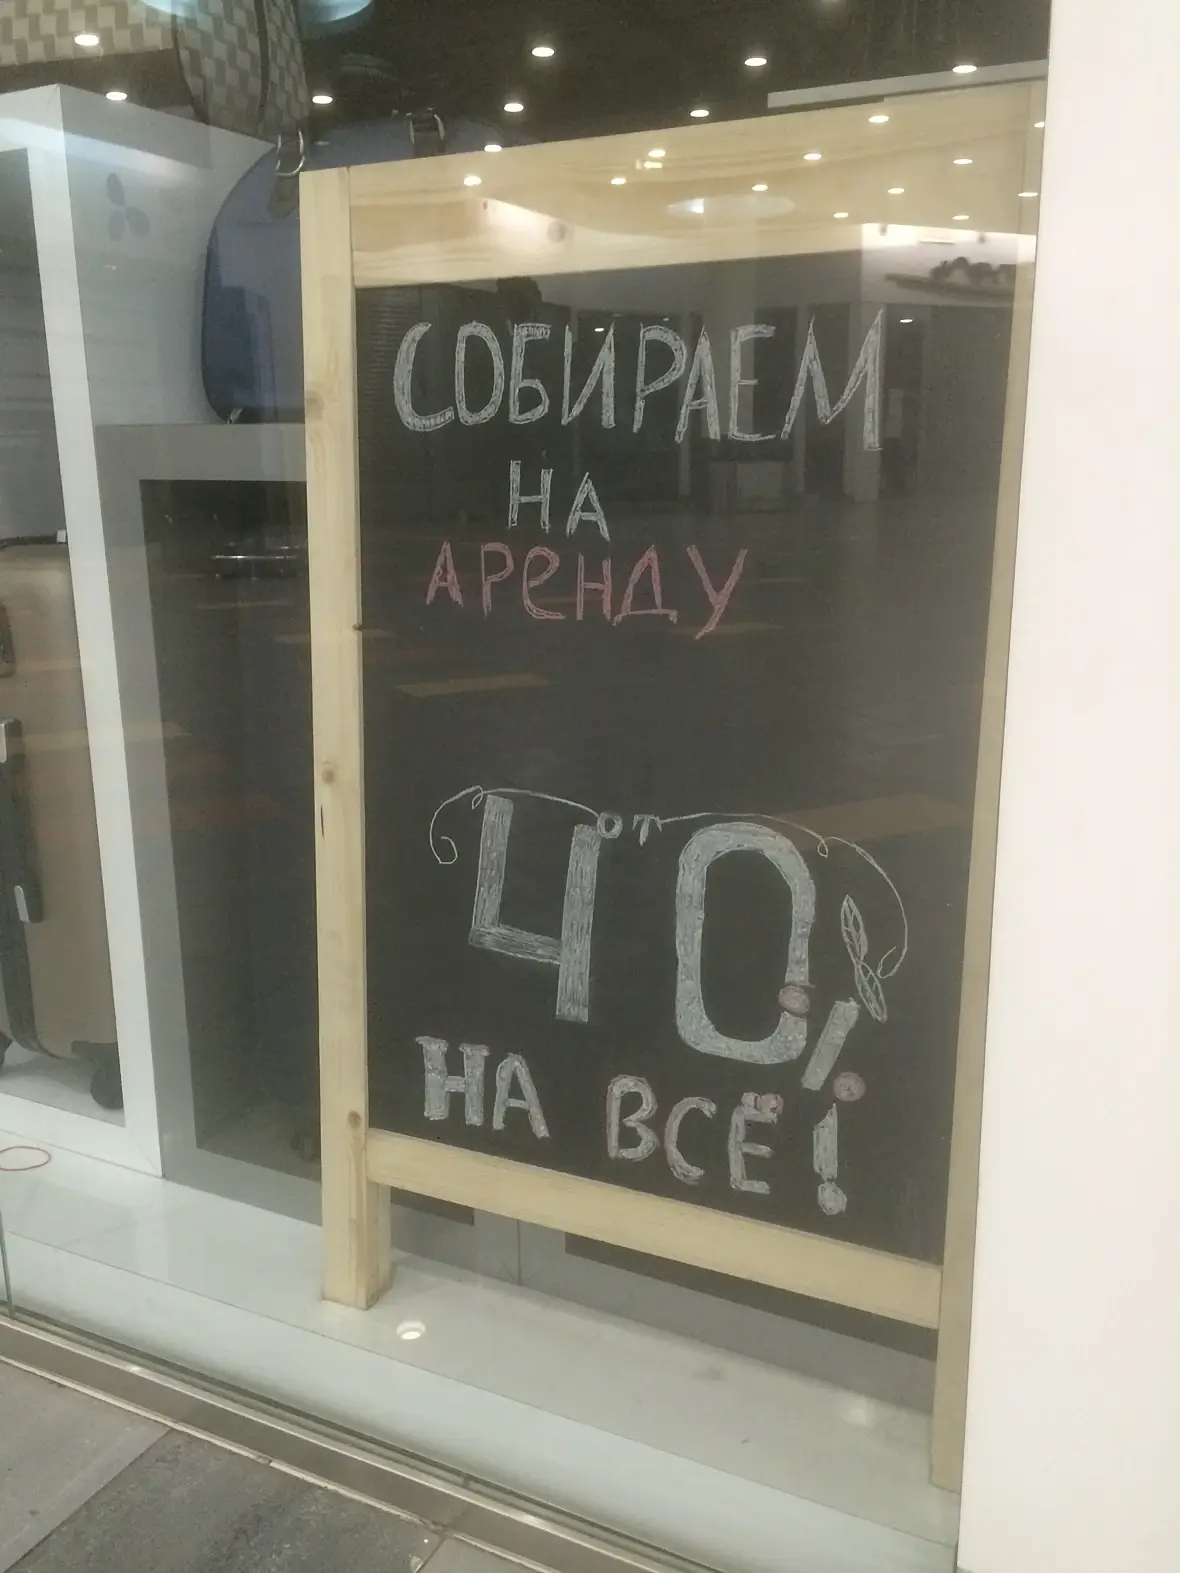 СОБИРАЕМ
НА
АРЕНДУ
ОТ
40%
НА ВСЁ!